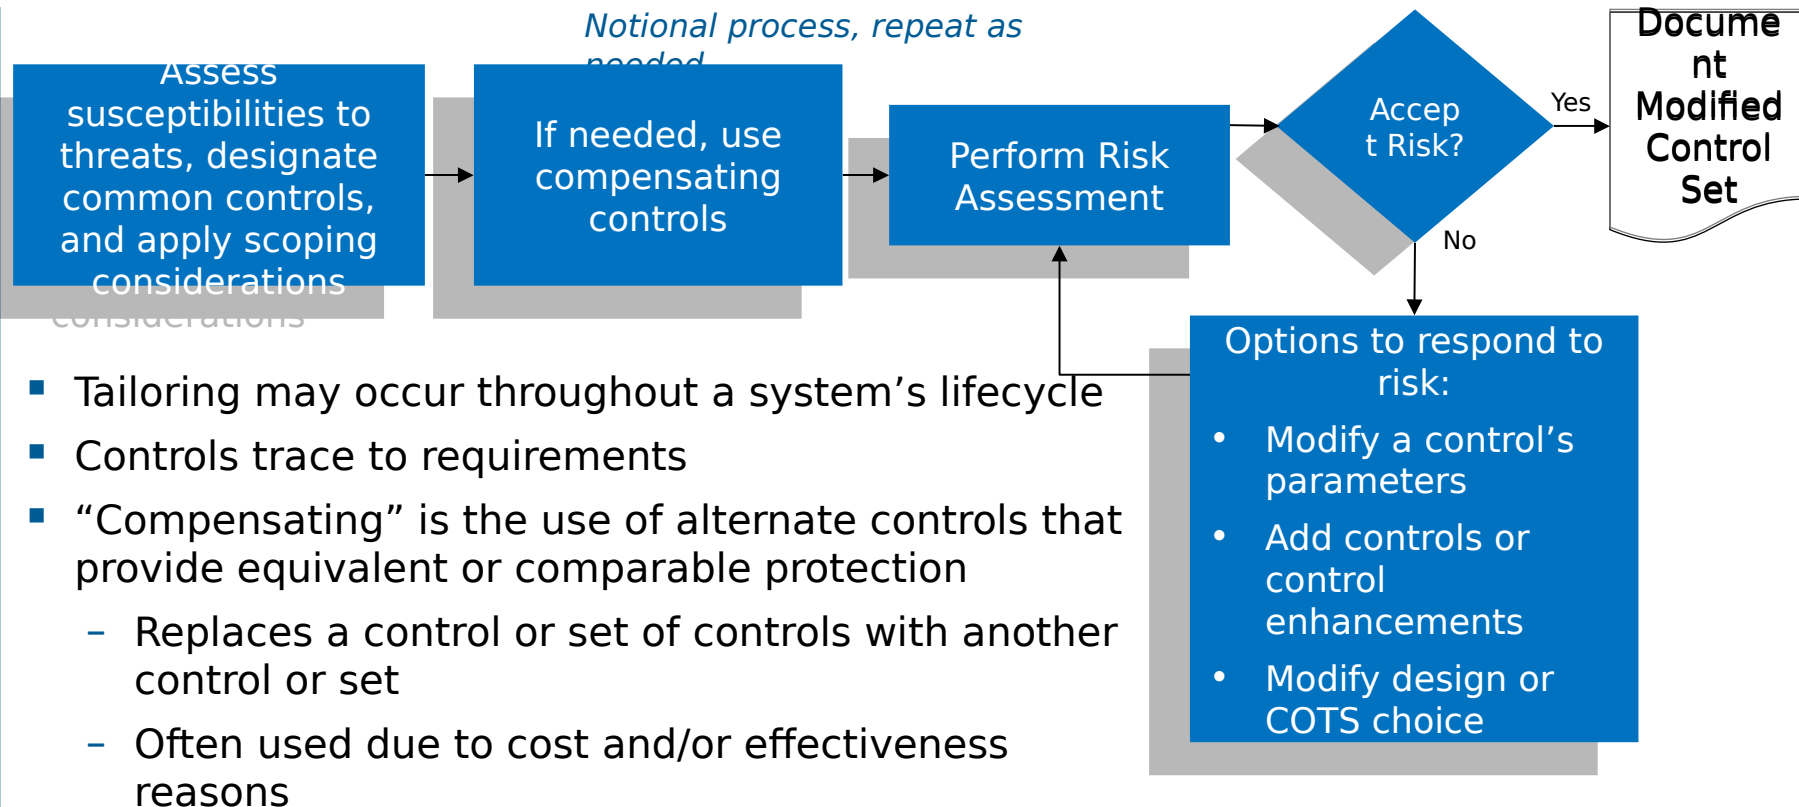 Notional process, repeat as
needed
Assess
susceptibilities to
threats, designate
common controls,
and apply scoping
considerations
considerations
If needed, use
compensating
controls
Perform Risk
Assessment
Accep
t Risk?
Yes
No
Docume
nt
Modified
Control
Set
Options to respond to
risk:
• Modify a control’s
parameters
• Add controls or
control
enhancements
• Modify design or
COTS choice
▪ Tailoring may occur throughout a system’s lifecycle
▪ Controls trace to requirements
▪ “Compensating” is the use of alternate controls that
provide equivalent or comparable protection
– Replaces a control or set of controls with another
control or set
– Often used due to cost and/or effectiveness
reasons